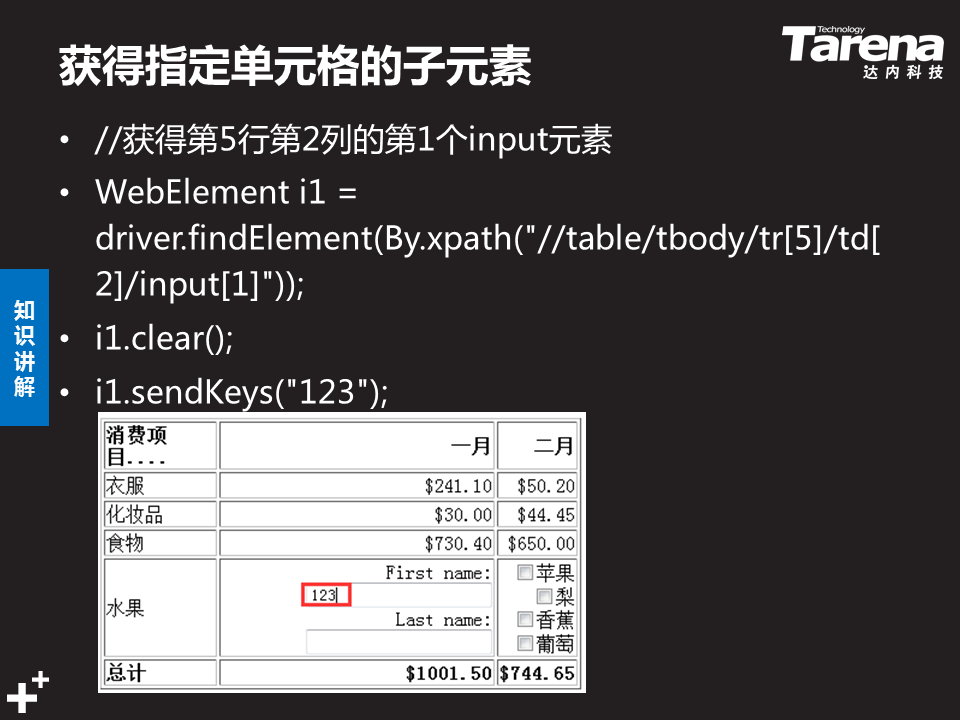 获得指定单元格的子元素
Technology
Tarena
达内科技
• //获得第5行第2列的第1个input元素
• WebElement i1 =
driver.findElement(By.xpath("//table/tbody/tr[5]/td[
2]/input[1]"));
• i1.clear();
• i1.sendKeys("123");
知识讲解
消费项
目.... 一月 二月
衣服 $241.10 $50.20
化妆品 $30.00 $44.45
食物 $730.40 $650.00
水果
First name:
123
Last name:
苹果
梨
香蕉
葡萄
总计 $1001.50 $744.65